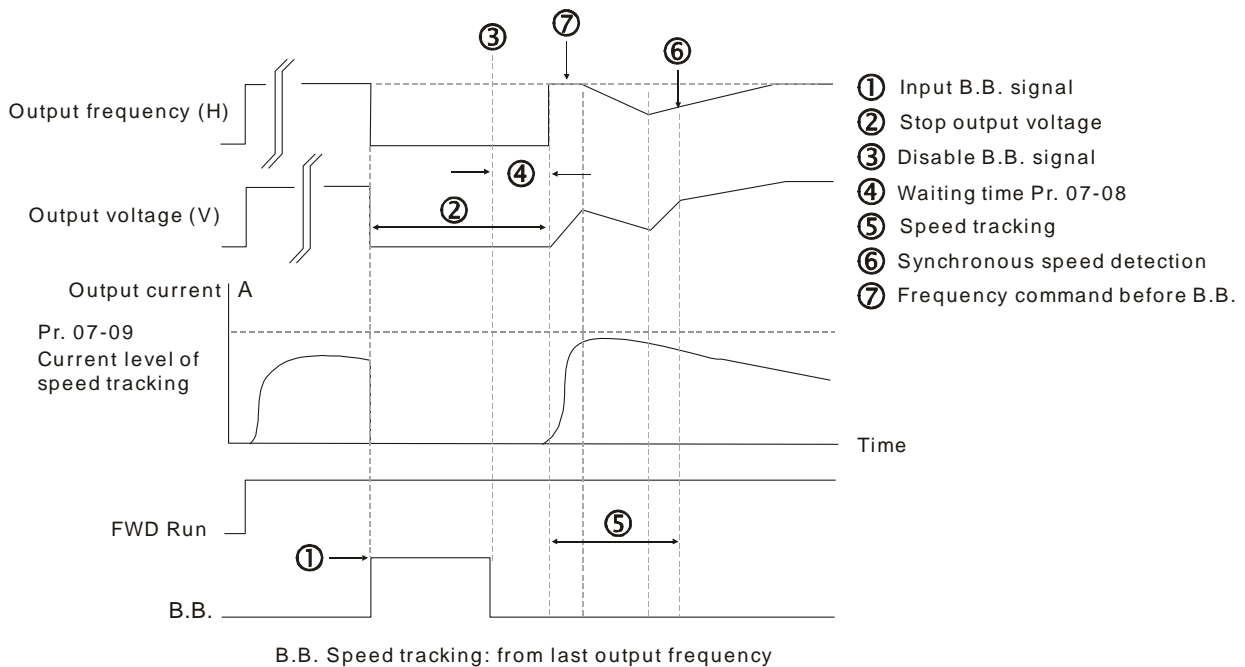 ③
⑦
⑥
Output frequency (H)
④
Output voltage (V)
②
Output current A
Pr. 07-09
Current level of
speed tracking
Time
FWD Run
⑤
①
B.B.
① Input B.B. signal
② Stop output voltage
③ Disable B.B. signal
④ Waiting time Pr. 07-08
⑤ Speed tracking
⑥ Synchronous speed detection
⑦ Frequency command before B.B.
B.B. Speed tracking: from last output frequency